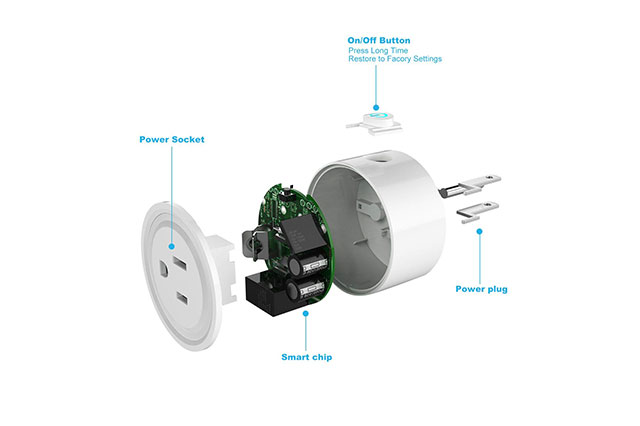 On/Off Button
Press Long Time
Restore to Facory Settings
Power Socket
Power plug
Smart chip